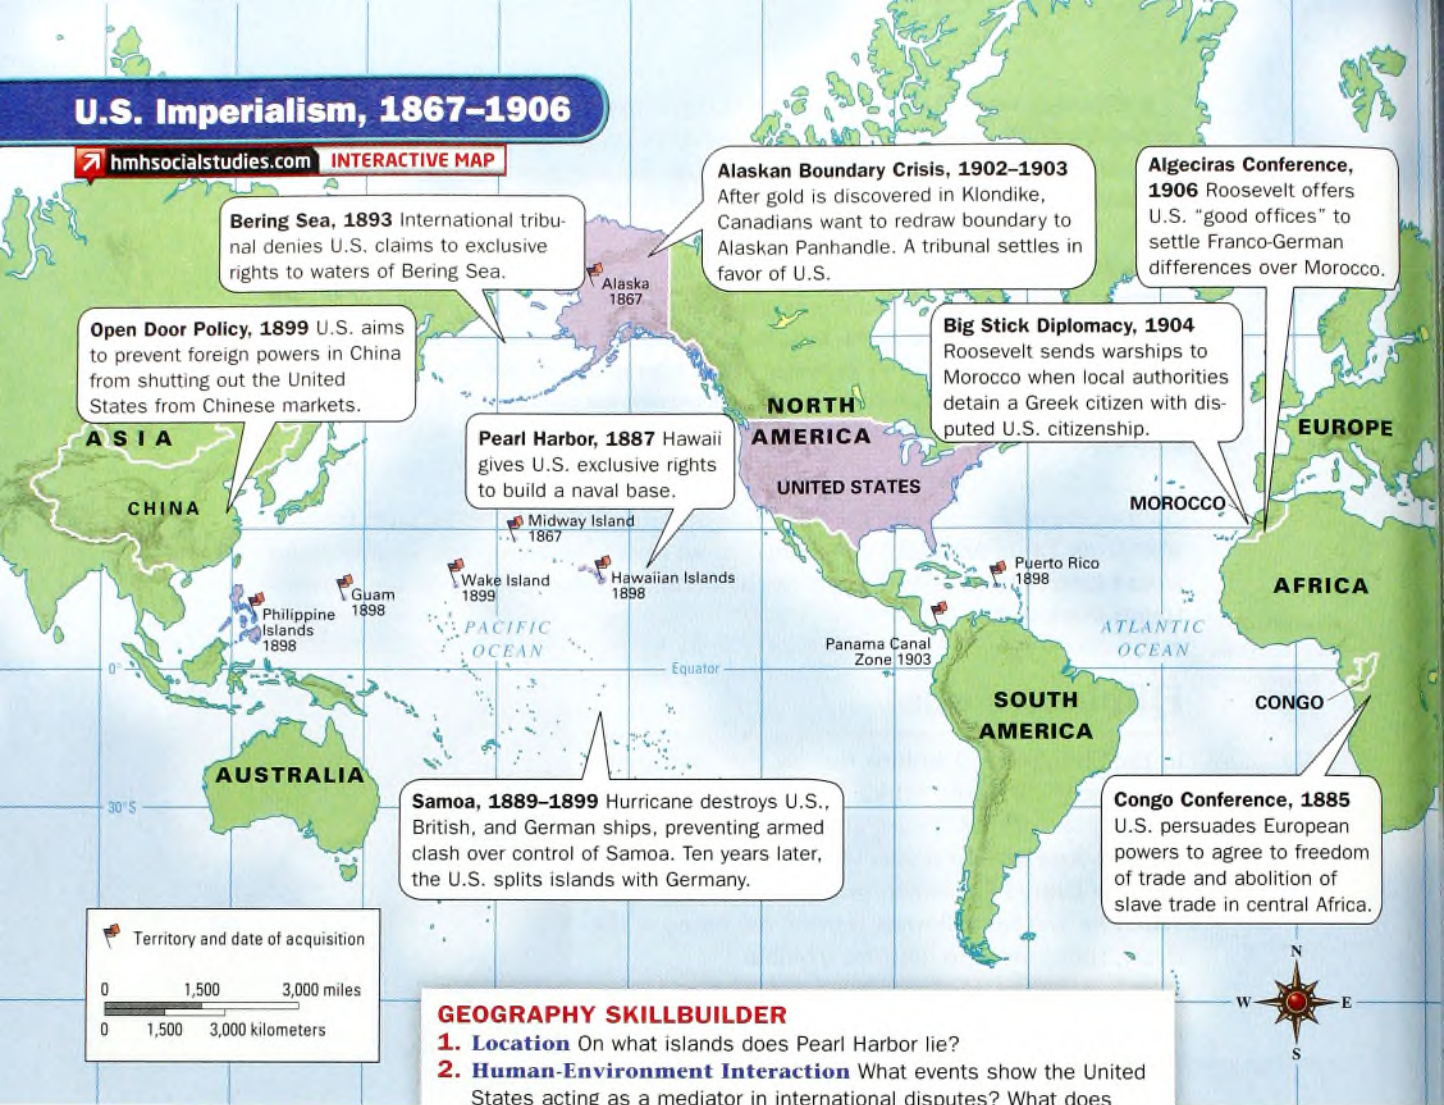 U.S. Imperialism, 1867–1906
hmhsocialstudies.com INTERACTIVE MAP
Bering Sea, 1893 International tribu-
nal denies U.S. claims to exclusive
rights to waters of Bering Sea.
Alaskan Boundary Crisis, 1902–1903
After gold is discovered in Klondike,
Canadians want to redraw boundary to
Alaskan Panhandle. A tribunal settles in
favor of U.S.
Algeciras Conference,
1906 Roosevelt offers
U.S. “good offices” to
settle Franco-German
differences over Morocco.
Open Door Policy, 1899 U.S. aims
to prevent foreign powers in China
from shutting out the United
States from Chinese markets.
Alaska
1867
Big Stick Diplomacy, 1904
Roosevelt sends warships to
Morocco when local authorities
detain a Greek citizen with dis-
puted U.S. citizenship.
Pearl Harbor, 1887 Hawaii
gives U.S. exclusive rights
to build a naval base.
NORTH
AMERICA
UNITED STATES
EUROPE
ASIA
CHINA
MOROCCO
Midway Island
1867
Wake Island
1899
Hawaiian Islands
1898
Guam
1898
Philippine
Islands
1898
Puerto Rico
1898
AFRICA
PACIFIC
OCEAN
ATLANTIC
OCEAN
Panama Canal
Zone 1903
0°
Equator
SOUTH
AMERICA
CONGO
AUSTRALIA
30°S
Samoa, 1889–1899 Hurricane destroys U.S.,
British, and German ships, preventing armed
clash over control of Samoa. Ten years later,
the U.S. splits islands with Germany.
Congo Conference, 1885
U.S. persuades European
powers to agree to freedom
of trade and abolition of
slave trade in central Africa.
Territory and date of acquisition
0 1,500 3,000 miles
0 1,500 3,000 kilometers
N
W E
S
GEOGRAPHY SKILLBUILDER
1. Location On what islands does Pearl Harbor lie?
2. Human-Environment Interaction What events show the United
States acting as a mediator in international disputes? What does